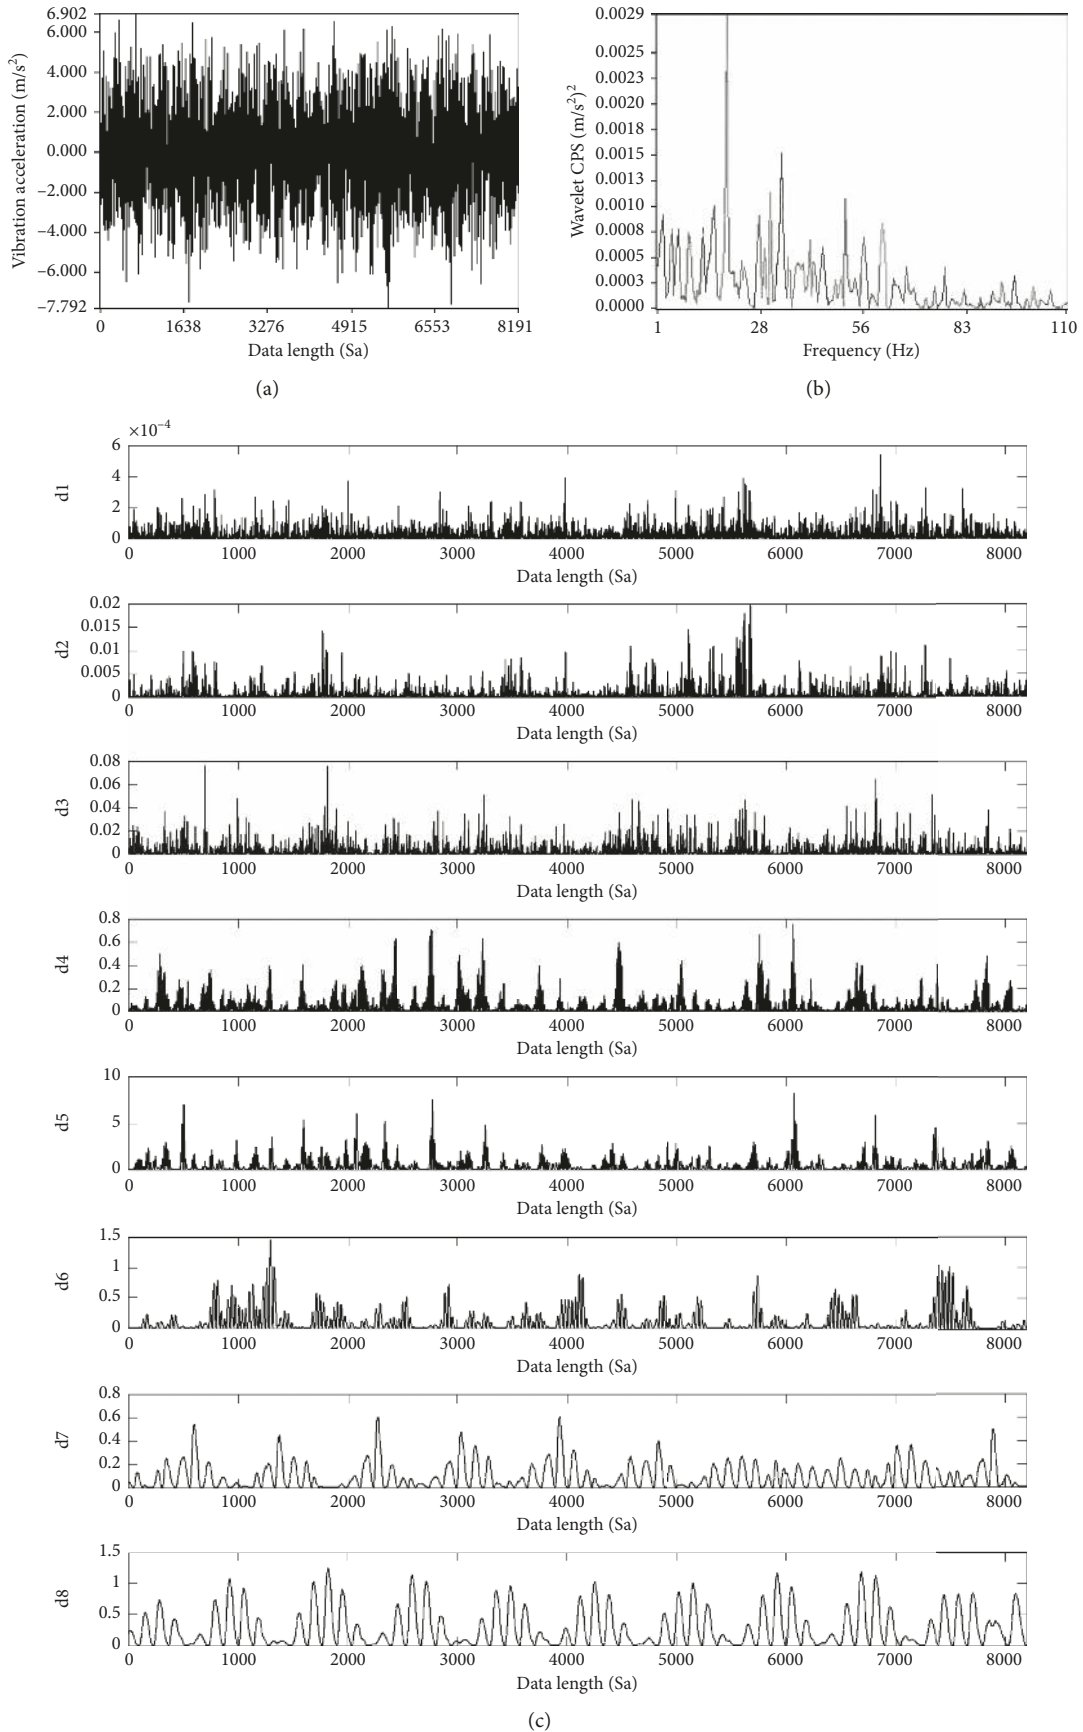 6.902
6.000
4.000
2.000
0.000
−2.000
−4.000
−6.000
−7.792
Vibration acceleration (m/s²)
0 1638 3276 4915 6553 8191
Data length (Sa)
(a)
0.0029
0.0025
0.0023
0.0020
0.0018
0.0015
0.0013
0.0010
0.0008
0.0005
0.0003
0.0000
Wavelet CPS (m/s²)²
1 28 56 83 110
Frequency (Hz)
(b)
×10⁻⁴
6
4
2
0
d1
0 1000 2000 3000 4000 5000 6000 7000 8000
Data length (Sa)
0.02
0.015
0.01
0.005
0
d2
0 1000 2000 3000 4000 5000 6000 7000 8000
Data length (Sa)
0.08
0.06
0.04
0.02
0
d3
0 1000 2000 3000 4000 5000 6000 7000 8000
Data length (Sa)
0.8
0.6
0.4
0.2
0
d4
0 1000 2000 3000 4000 5000 6000 7000 8000
Data length (Sa)
10
5
0
d5
0 1000 2000 3000 4000 5000 6000 7000 8000
Data length (Sa)
1.5
1
0.5
0
d6
0 1000 2000 3000 4000 5000 6000 7000 8000
Data length (Sa)
0.8
0.6
0.4
0.2
0
d7
0 1000 2000 3000 4000 5000 6000 7000 8000
Data length (Sa)
1.5
1
0.5
0
d8
0 1000 2000 3000 4000 5000 6000 7000 8000
Data length (Sa)
(c)